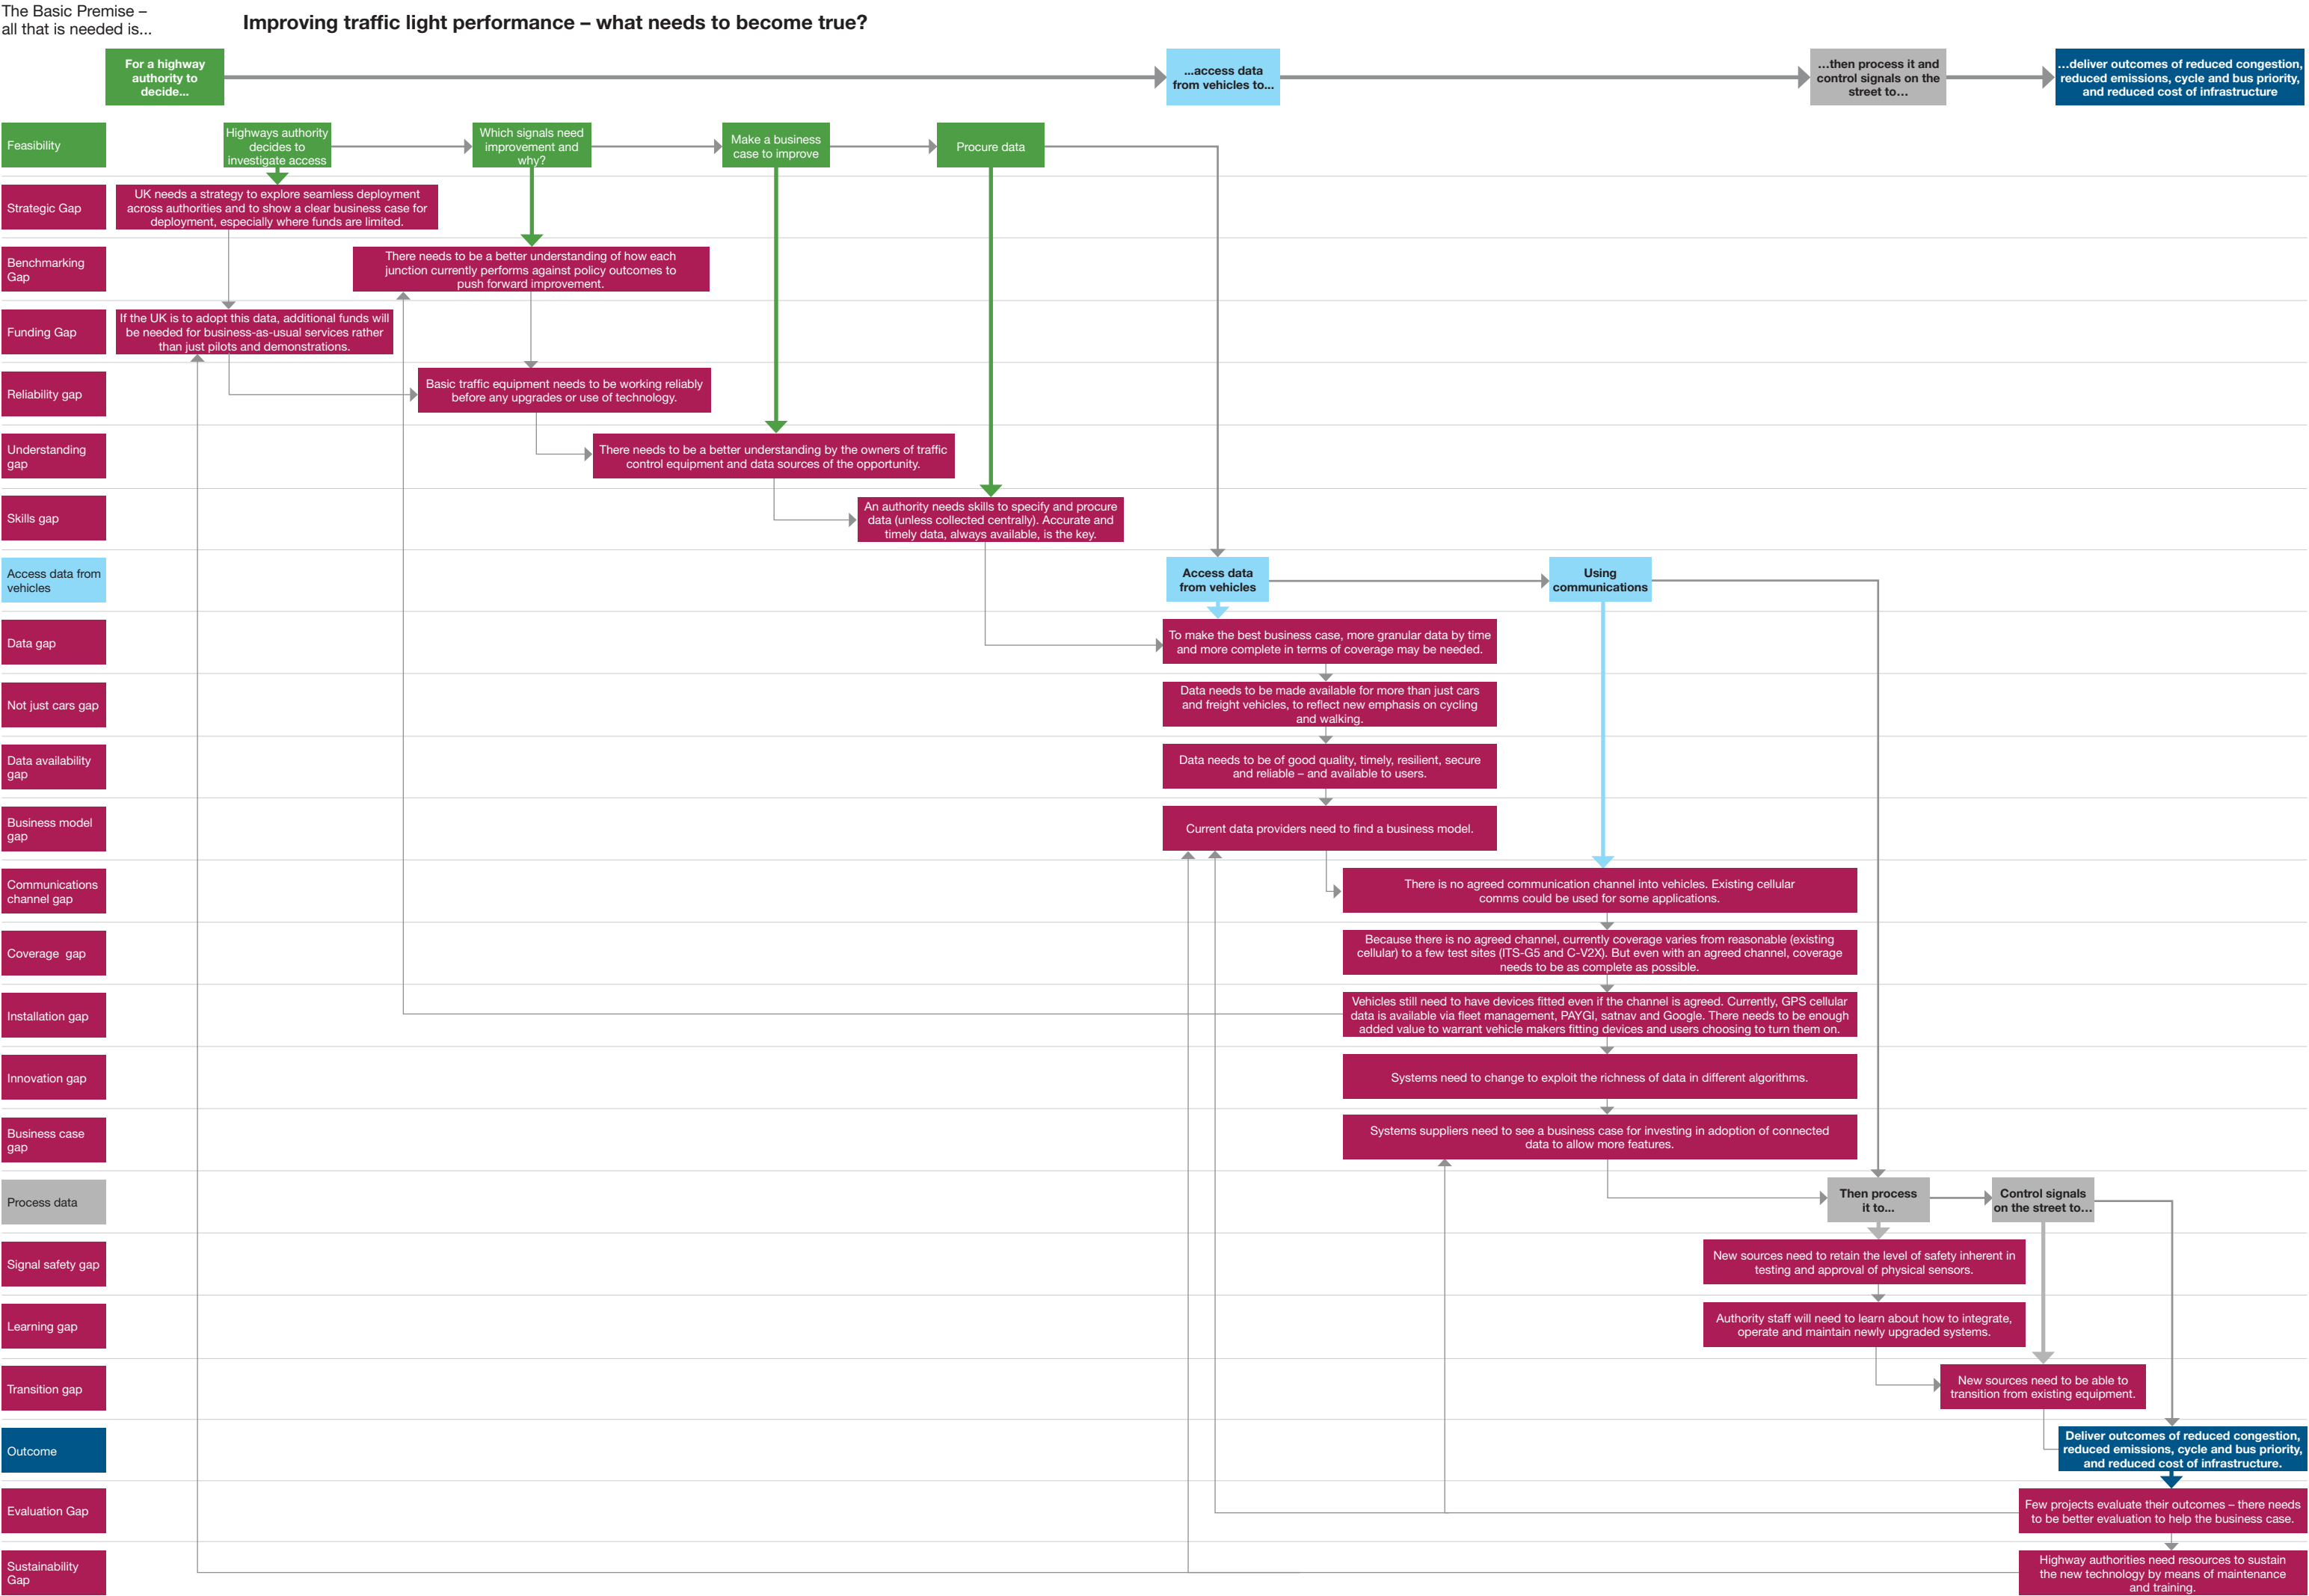 The Basic Premise –
all that is needed is...
Improving traffic light performance – what needs to become true?
For a highway
authority to
decide...
...access data
from vehicles to...
…then process it and
control signals on the
street to…
…deliver outcomes of reduced congestion,
reduced emissions, cycle and bus priority,
and reduced cost of infrastructure
Feasibility
Highways authority
decides to
investigate access
Which signals need
improvement and
why?
Make a business
case to improve
Procure data
Strategic Gap
UK needs a strategy to explore seamless deployment
across authorities and to show a clear business case for
deployment, especially where funds are limited.
Benchmarking
Gap
There needs to be a better understanding of how each
junction currently performs against policy outcomes to
push forward improvement.
Funding Gap
If the UK is to adopt this data, additional funds will
be needed for business-as-usual services rather
than just pilots and demonstrations.
Reliability gap
Basic traffic equipment needs to be working reliably
before any upgrades or use of technology.
Understanding
gap
There needs to be a better understanding by the owners of traffic
control equipment and data sources of the opportunity.
Skills gap
An authority needs skills to specify and procure
data (unless collected centrally). Accurate and
timely data, always available, is the key.
Access data from
vehicles
Access data
from vehicles
Using
communications
Data gap
To make the best business case, more granular data by time
and more complete in terms of coverage may be needed.
Not just cars gap
Data needs to be made available for more than just cars
and freight vehicles, to reflect new emphasis on cycling
and walking.
Data availability
gap
Data needs to be of good quality, timely, resilient, secure
and reliable – and available to users.
Business model
gap
Current data providers need to find a business model.
Communications
channel gap
There is no agreed communication channel into vehicles. Existing cellular
comms could be used for some applications.
Coverage  gap
Because there is no agreed channel, currently coverage varies from reasonable (existing
cellular) to a few test sites (ITS-G5 and C-V2X). But even with an agreed channel, coverage
needs to be as complete as possible.
Installation gap
Vehicles still need to have devices fitted even if the channel is agreed. Currently, GPS cellular
data is available via fleet management, PAYGI, satnav and Google. There needs to be enough
added value to warrant vehicle makers fitting devices and users choosing to turn them on.
Innovation gap
Systems need to change to exploit the richness of data in different algorithms.
Business case
gap
Systems suppliers need to see a business case for investing in adoption of connected
data to allow more features.
Process data
Then process
it to...
Control signals
on the street to…
Signal safety gap
New sources need to retain the level of safety inherent in
testing and approval of physical sensors.
Learning gap
Authority staff will need to learn about how to integrate,
operate and maintain newly upgraded systems.
Transition gap
New sources need to be able to
transition from existing equipment.
Outcome
Deliver outcomes of reduced congestion,
reduced emissions, cycle and bus priority,
and reduced cost of infrastructure.
Evaluation Gap
Few projects evaluate their outcomes – there needs
to be better evaluation to help the business case.
Sustainability
Gap
Highway authorities need resources to sustain
the new technology by means of maintenance
and training.